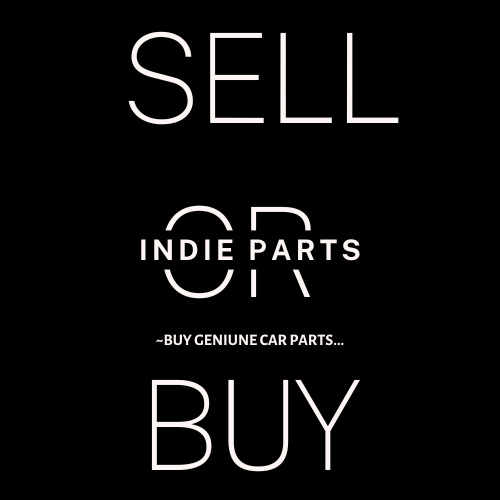 SELL
OR
INDIE PARTS
~BUY GENIUNE CAR PARTS...
BUY